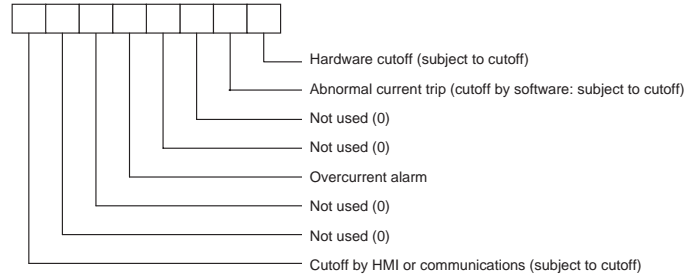 Hardware cutoff (subject to cutoff)
Abnormal current trip (cutoff by software: subject to cutoff)
Not used (0)
Not used (0)
Overcurrent alarm
Not used (0)
Not used (0)
Cutoff by HMI or communications (subject to cutoff)